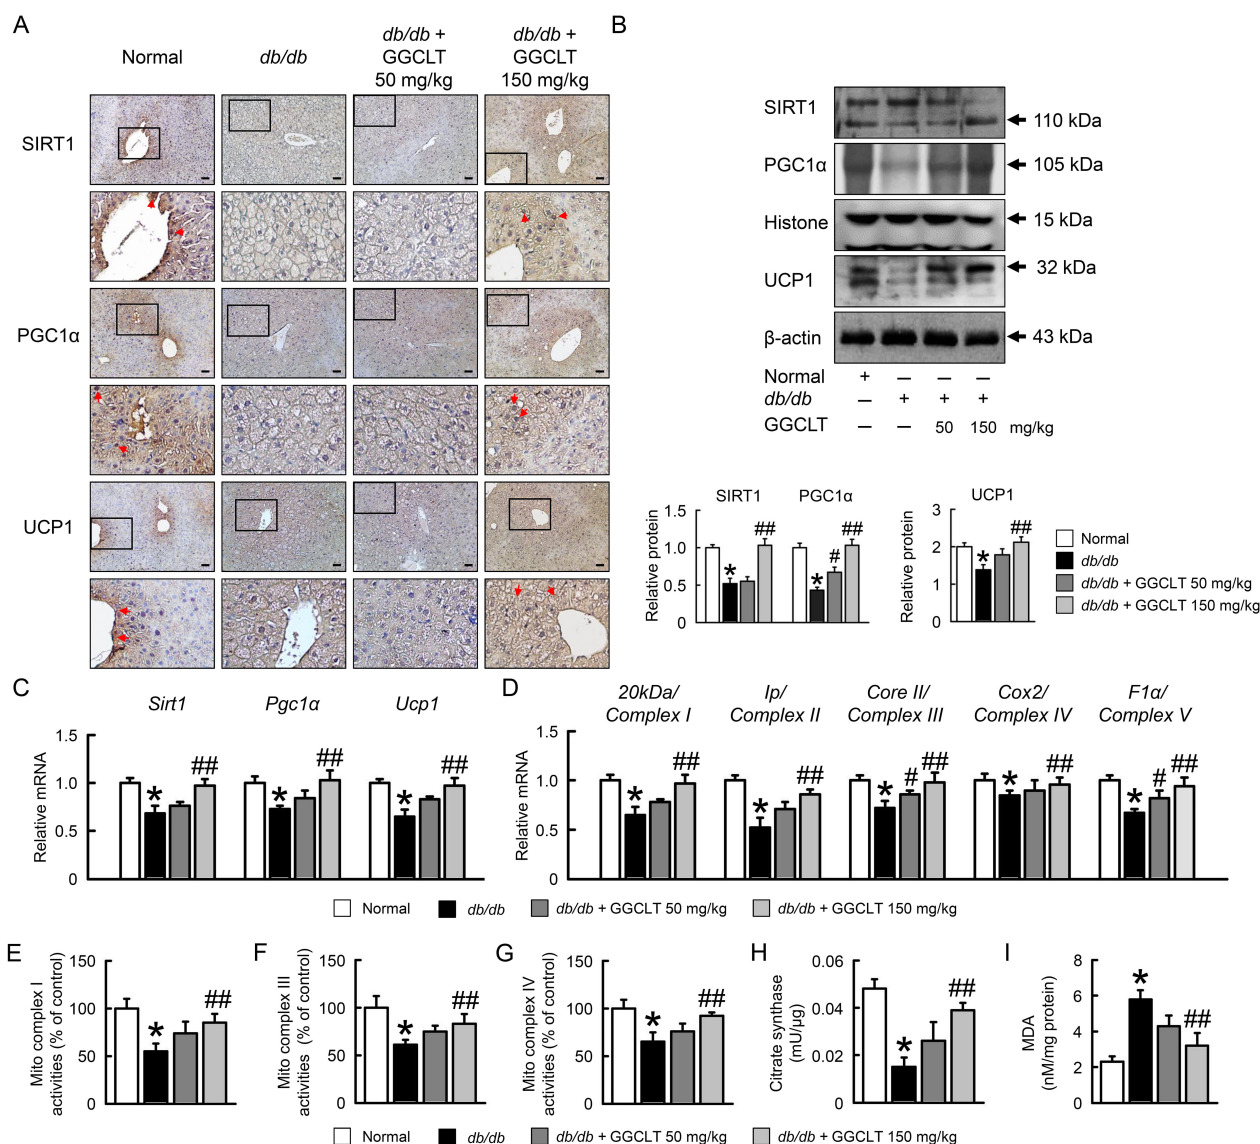 A
Normal
db/db
db/db +
GGCLT
50 mg/kg
db/db +
GGCLT
150 mg/kg
SIRT1
PGC1α
UCP1
B
SIRT1
110 kDa
PGC1α
105 kDa
Histone
15 kDa
UCP1
32 kDa
β-actin
43 kDa
Normal + – – –
db/db – + + +
GGCLT – – 50 150 mg/kg
SIRT1 PGC1α
Relative protein
1.5
1.0
0.5
0
* ## * # ##
UCP1
Relative protein
3
2
1
0
* ##
Normal
db/db
db/db + GGCLT 50 mg/kg
db/db + GGCLT 150 mg/kg
C
Sirt1 Pgc1α Ucp1
Relative mRNA
1.5
1.0
0.5
0
* ## * ## * ##
D
20kDa/
Complex I
Ip/
Complex II
Core II/
Complex III
Cox2/
Complex IV
F1α/
Complex V
Relative mRNA
1.5
1.0
0.5
0
* ## * ## * # ## * ## * # ##
Normal db/db db/db + GGCLT 50 mg/kg db/db + GGCLT 150 mg/kg
E
Mito complex I
activities (% of control)
150
100
50
0
* ##
F
Mito complex III
activities (% of control)
150
100
50
0
* ##
G
Mito complex IV
activities (% of control)
150
100
50
0
* ##
H
Citrate synthase
(mU/μg)
0.06
0.04
0.02
0
* ##
I
MDA
(nM/mg protein)
8
6
4
2
0
* ##
Normal db/db db/db + GGCLT 50 mg/kg db/db + GGCLT 150 mg/kg